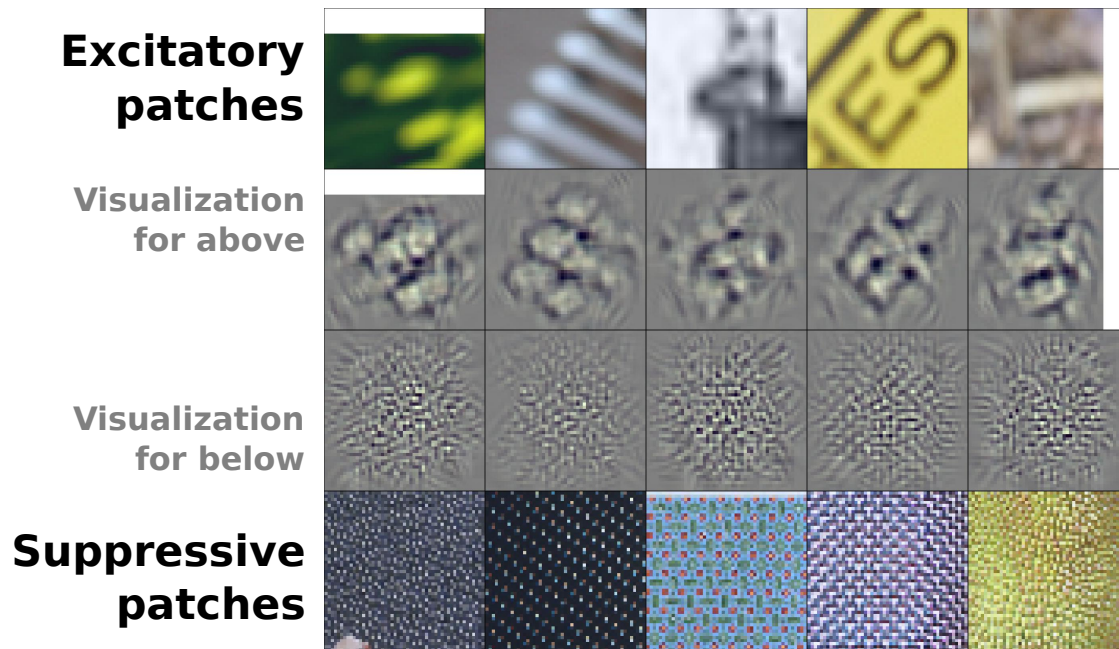 Excitatory
patches
YES
Visualization
for above
Visualization
for below
Suppressive
patches